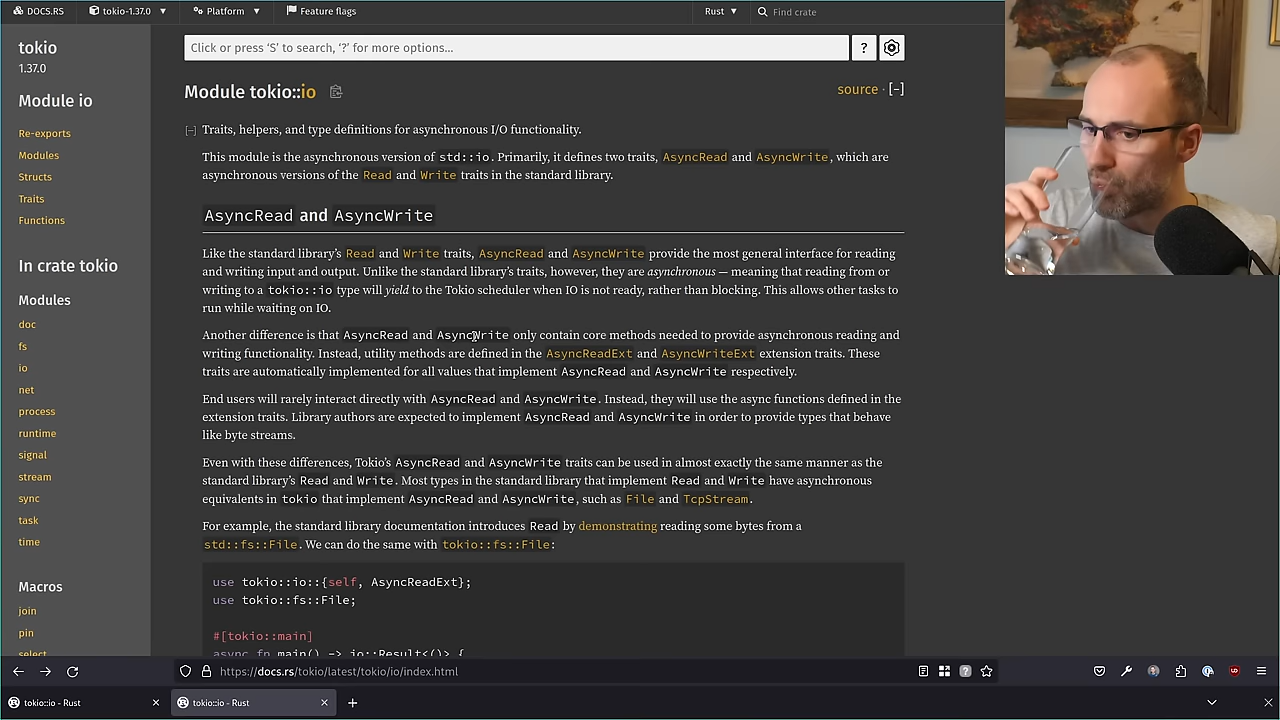 DOCS.RS tokio-1.37.0 Platform Feature flags Rust Find crate
tokio
1.37.0
Module io
Re-exports
Modules
Structs
Traits
Functions
In crate tokio
Modules
doc
fs
io
net
process
runtime
signal
stream
sync
task
time
Macros
join
pin
select
Click or press ‘S’ to search, ‘?’ for more options…
?
Module tokio::io
source · [-]
[-] Traits, helpers, and type definitions for asynchronous I/O functionality.
This module is the asynchronous version of std::io. Primarily, it defines two traits, AsyncRead and AsyncWrite, which are
asynchronous versions of the Read and Write traits in the standard library.
AsyncRead and AsyncWrite
Like the standard library’s Read and Write traits, AsyncRead and AsyncWrite provide the most general interface for reading
and writing input and output. Unlike the standard library’s traits, however, they are asynchronous — meaning that reading from or
writing to a tokio::io type will yield to the Tokio scheduler when IO is not ready, rather than blocking. This allows other tasks to
run while waiting on IO.
Another difference is that AsyncRead and AsyncWrite only contain core methods needed to provide asynchronous reading and
writing functionality. Instead, utility methods are defined in the AsyncReadExt and AsyncWriteExt extension traits. These
traits are automatically implemented for all values that implement AsyncRead and AsyncWrite respectively.
End users will rarely interact directly with AsyncRead and AsyncWrite. Instead, they will use the async functions defined in the
extension traits. Library authors are expected to implement AsyncRead and AsyncWrite in order to provide types that behave
like byte streams.
Even with these differences, Tokio’s AsyncRead and AsyncWrite traits can be used in almost exactly the same manner as the
standard library’s Read and Write. Most types in the standard library that implement Read and Write have asynchronous
equivalents in tokio that implement AsyncRead and AsyncWrite, such as File and TcpStream.
For example, the standard library documentation introduces Read by demonstrating reading some bytes from a
std::fs::File. We can do the same with tokio::fs::File:
use tokio::io::{self, AsyncReadExt};
use tokio::fs::File;
#[tokio::main]
async fn main() -> io::Result<()> {
https://docs.rs/tokio/latest/tokio/io/index.html
tokio::io - Rust
tokio::io - Rust